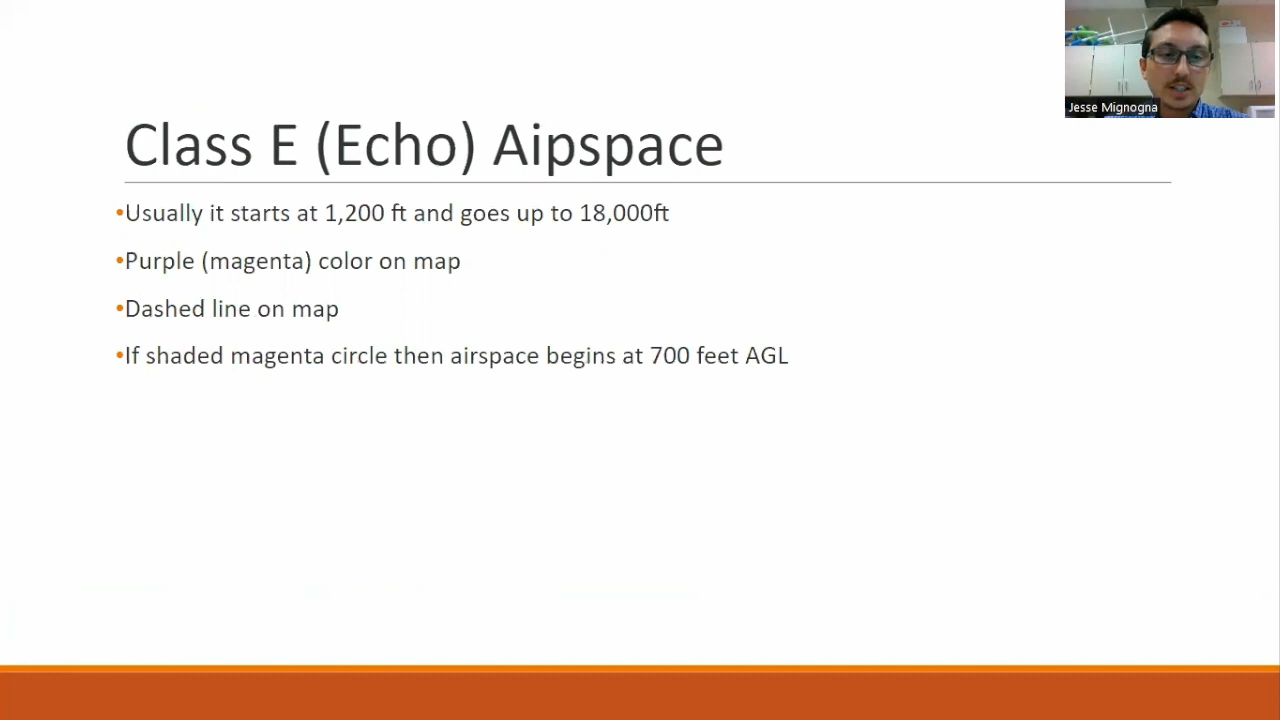 Jesse Mignogna
Class E (Echo) Aipspace
•Usually it starts at 1,200 ft and goes up to 18,000ft
•Purple (magenta) color on map
•Dashed line on map
•If shaded magenta circle then airspace begins at 700 feet AGL